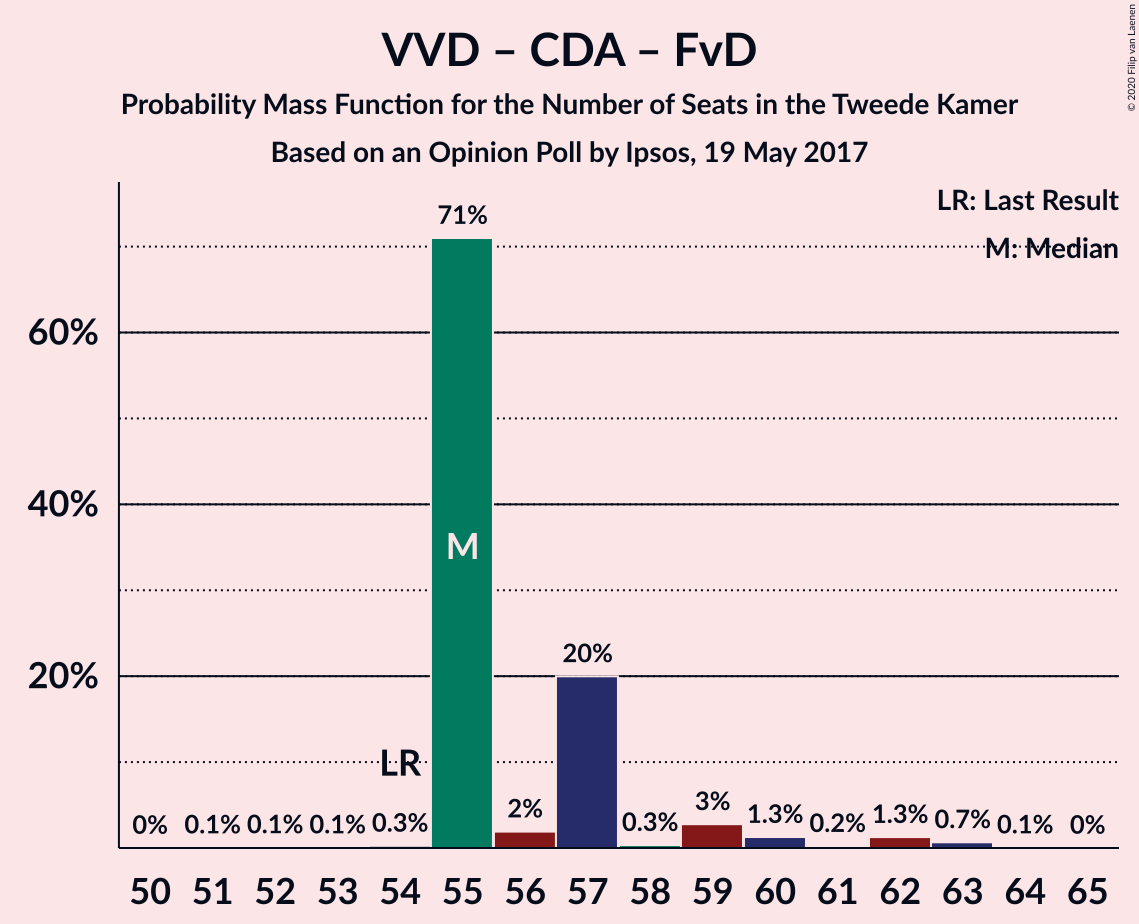 VVD – CDA – FvD
Probability Mass Function for the Number of Seats in the Tweede Kamer
Based on an Opinion Poll by Ipsos, 19 May 2017
© 2020 Filip van Laenen
LR: Last Result
M: Median
60%
40%
20%
0% 0.1% 0.1% 0.1% 0.3% 71% 2% 20% 0.3% 3% 1.3% 0.2% 1.3% 0.7% 0.1% 0%
LR
M
50 51 52 53 54 55 56 57 58 59 60 61 62 63 64 65